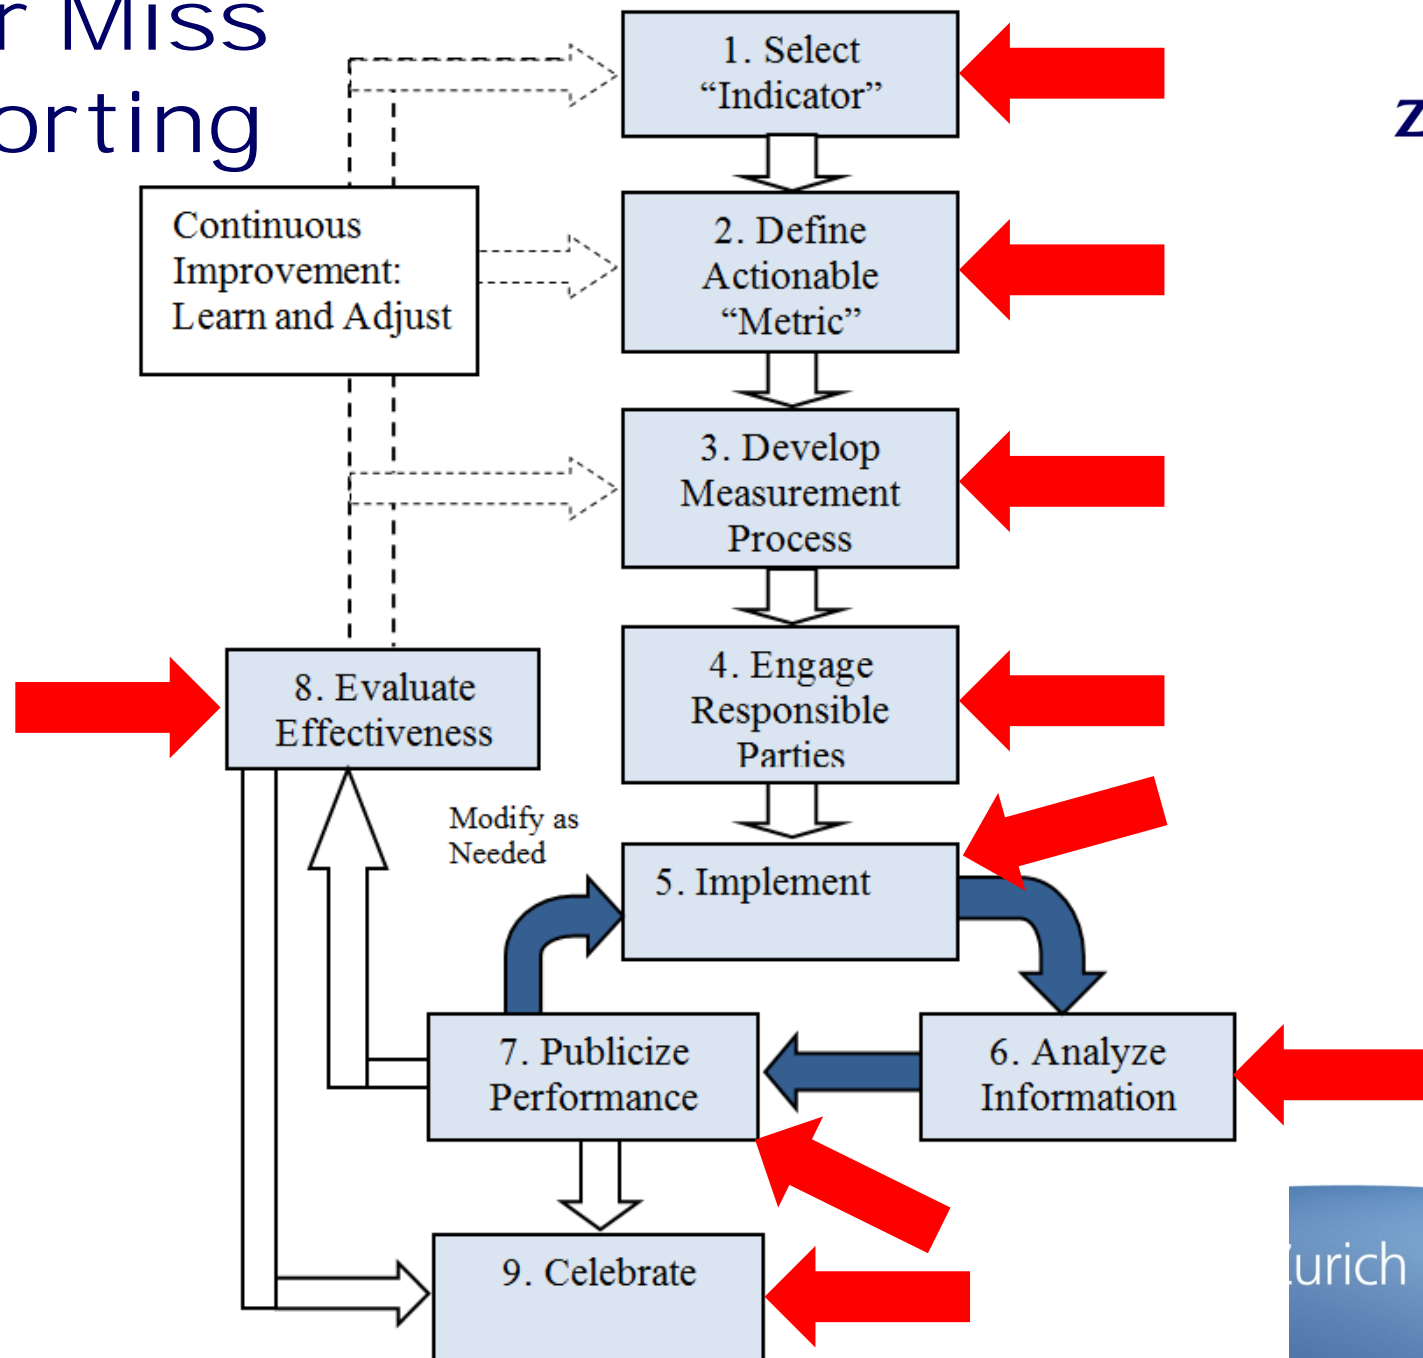 r Miss
orting
1. Select
“Indicator”
Z
2. Define
Actionable
“Metric”
Continuous
Improvement:
Learn and Adjust
3. Develop
Measurement
Process
4. Engage
Responsible
Parties
8. Evaluate
Effectiveness
Modify as
Needed
5. Implement
7. Publicize
Performance
6. Analyze
Information
9. Celebrate
urich